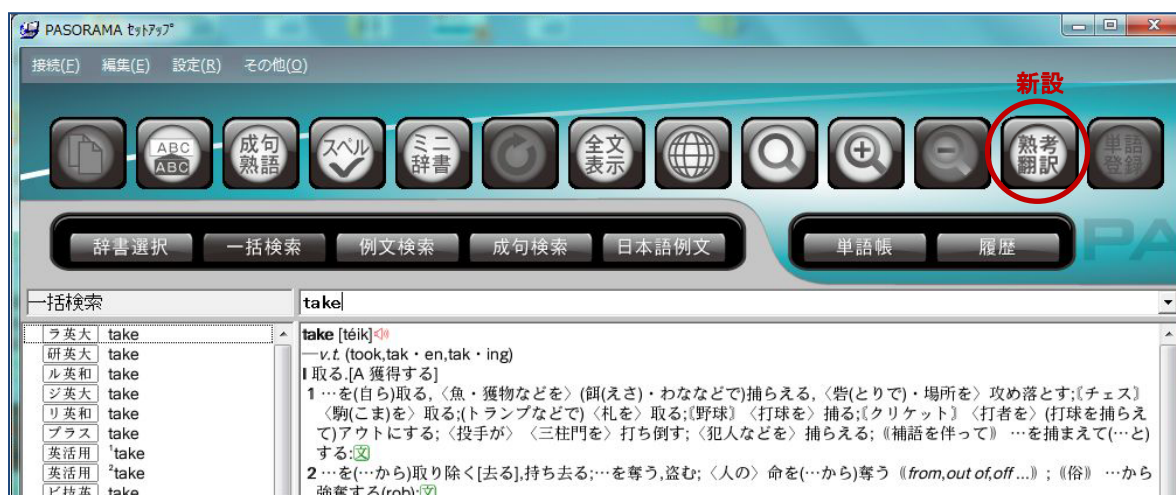 PASORAMA ｾｯﾄｱｯﾌﾟ
接続(F) 編集(E) 設定(R) その他(O)
新設
ABC
ABC
成句
熟語
スペル
ミニ
辞書
全文
表示
熟考
翻訳
単語
登録
辞書選択 一括検索 例文検索 成句検索 日本語例文 単語帳 履歴
PA
一括検索 take
ラ英大 take
研英大 take
ル英和 take
ジ英大 take
リ英和 take
プラス take
英活用 ¹take
英活用 ²take
ビ技英 take
take [téik]
―v.t. (took,tak・en,tak・ing)
I 取る.[A 獲得する]
1 …を(自ら)取る,〈魚・獲物などを〉(餌(えさ)・わななどで)捕らえる,〈砦(とりで)・場所を〉攻め落とす;〘チェス〙
〈駒(こま)を〉取る;(トランプなどで)〈札を〉取る;〘野球〙〈打球を〉捕る;〘クリケット〙〈打者を〉(打球を捕らえ
て)アウトにする;〈投手が〉〈三柱門を〉打ち倒す;〈犯人などを〉捕らえる;⦅補語を伴って⦆…を捕まえて(…と)
する:文
2 …を(…から)取り除く[去る],持ち去る;…を奪う,盗む;〈人の〉命を(…から)奪う⦅from,out of,off ...⦆;⦅俗⦆…から
強奪する(rob):文